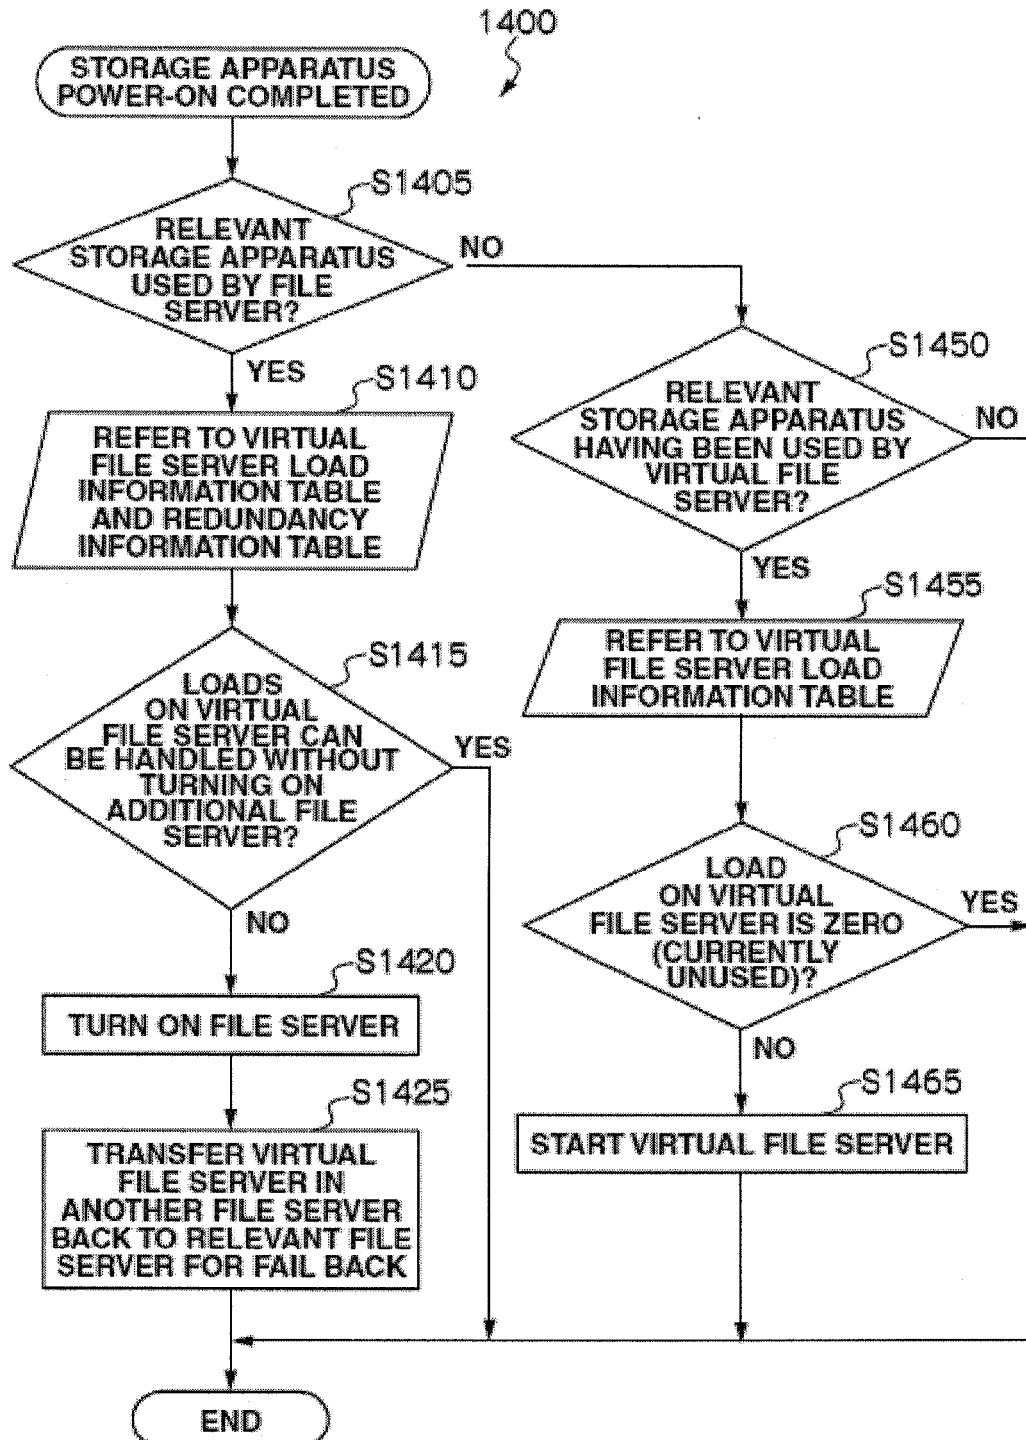 1400
STORAGE APPARATUS
POWER-ON COMPLETED
S1405
RELEVANT
STORAGE APPARATUS
USED BY FILE
SERVER?
NO
YES
S1410
REFER TO VIRTUAL
FILE SERVER LOAD
INFORMATION TABLE
AND REDUNDANCY
INFORMATION TABLE
S1415
LOADS
ON VIRTUAL
FILE SERVER CAN
BE HANDLED WITHOUT
TURNING ON
ADDITIONAL FILE
SERVER?
YES
NO
S1420
TURN ON FILE SERVER
S1425
TRANSFER VIRTUAL
FILE SERVER IN
ANOTHER FILE SERVER
BACK TO RELEVANT FILE
SERVER FOR FAIL BACK
S1450
RELEVANT
STORAGE APPARATUS
HAVING BEEN USED BY
VIRTUAL FILE
SERVER?
NO
YES
S1455
REFER TO VIRTUAL
FILE SERVER LOAD
INFORMATION TABLE
S1460
LOAD
ON VIRTUAL
FILE SERVER IS ZERO
(CURRENTLY
UNUSED)?
YES
NO
S1465
START VIRTUAL FILE SERVER
END